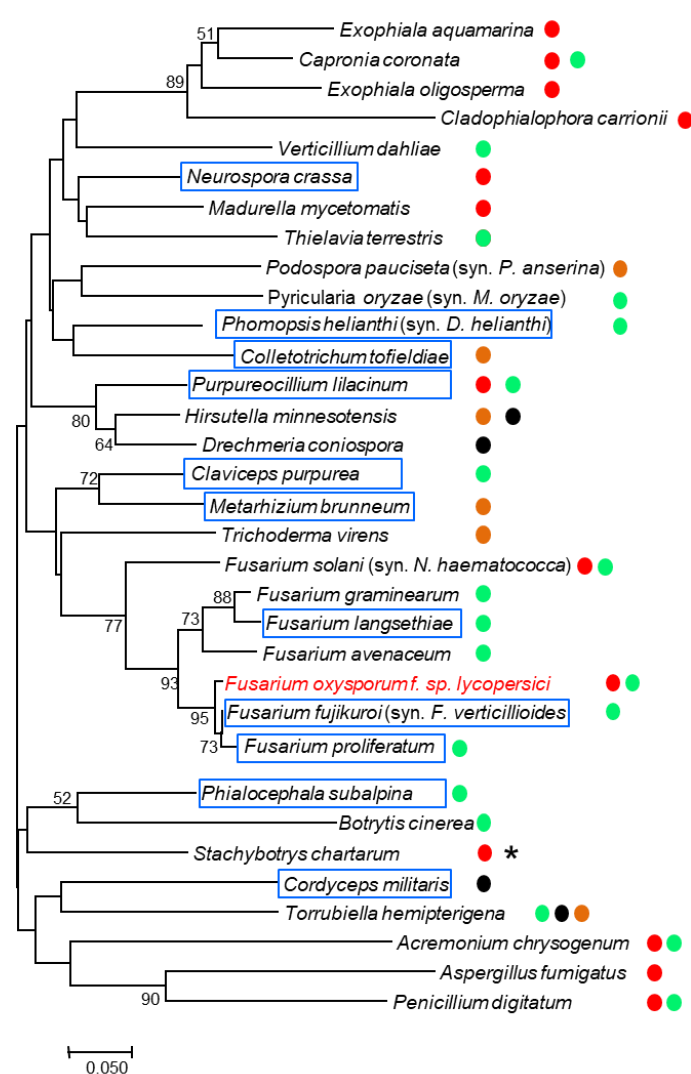 51
Exophiala aquamarina
Capronia coronata
89
Exophiala oligosperma
Cladophialophora carrionii
Verticillium dahliae
Neurospora crassa
Madurella mycetomatis
Thielavia terrestris
Podospora pauciseta (syn. P. anserina)
Pyricularia oryzae (syn. M. oryzae)
Phomopsis helianthi (syn. D. helianthi)
Colletotrichum tofieldiae
Purpureocillium lilacinum
80
Hirsutella minnesotensis
64
Drechmeria coniospora
72
Claviceps purpurea
Metarhizium brunneum
Trichoderma virens
Fusarium solani (syn. N. haematococca)
88
Fusarium graminearum
77
73
Fusarium langsethiae
Fusarium avenaceum
93
Fusarium oxysporum f. sp. lycopersici
95
Fusarium fujikuroi (syn. F. verticillioides
73
Fusarium proliferatum
52
Phialocephala subalpina
Botrytis cinerea
Stachybotrys chartarum *
Cordyceps militaris
Torrubiella hemipterigena
Acremonium chrysogenum
Aspergillus fumigatus
90
Penicillium digitatum
0.050